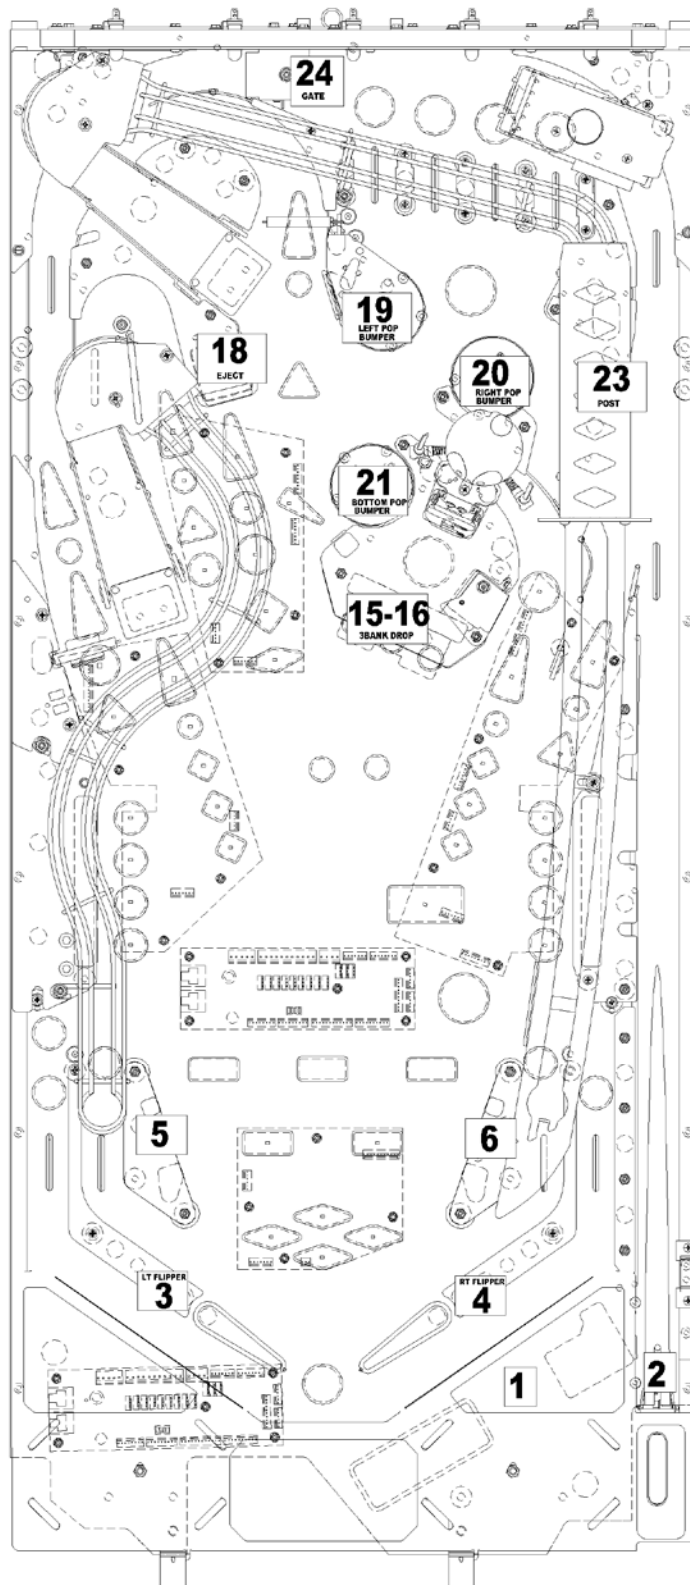 24
GATE
19
LEFT POP
BUMPER
18
EJECT
20
RIGHT POP
BUMPER
23
POST
21
BOTTOM POP
BUMPER
15-16
3BANK DROP
5
6
LT FLIPPER
3
RT FLIPPER
4
1
2